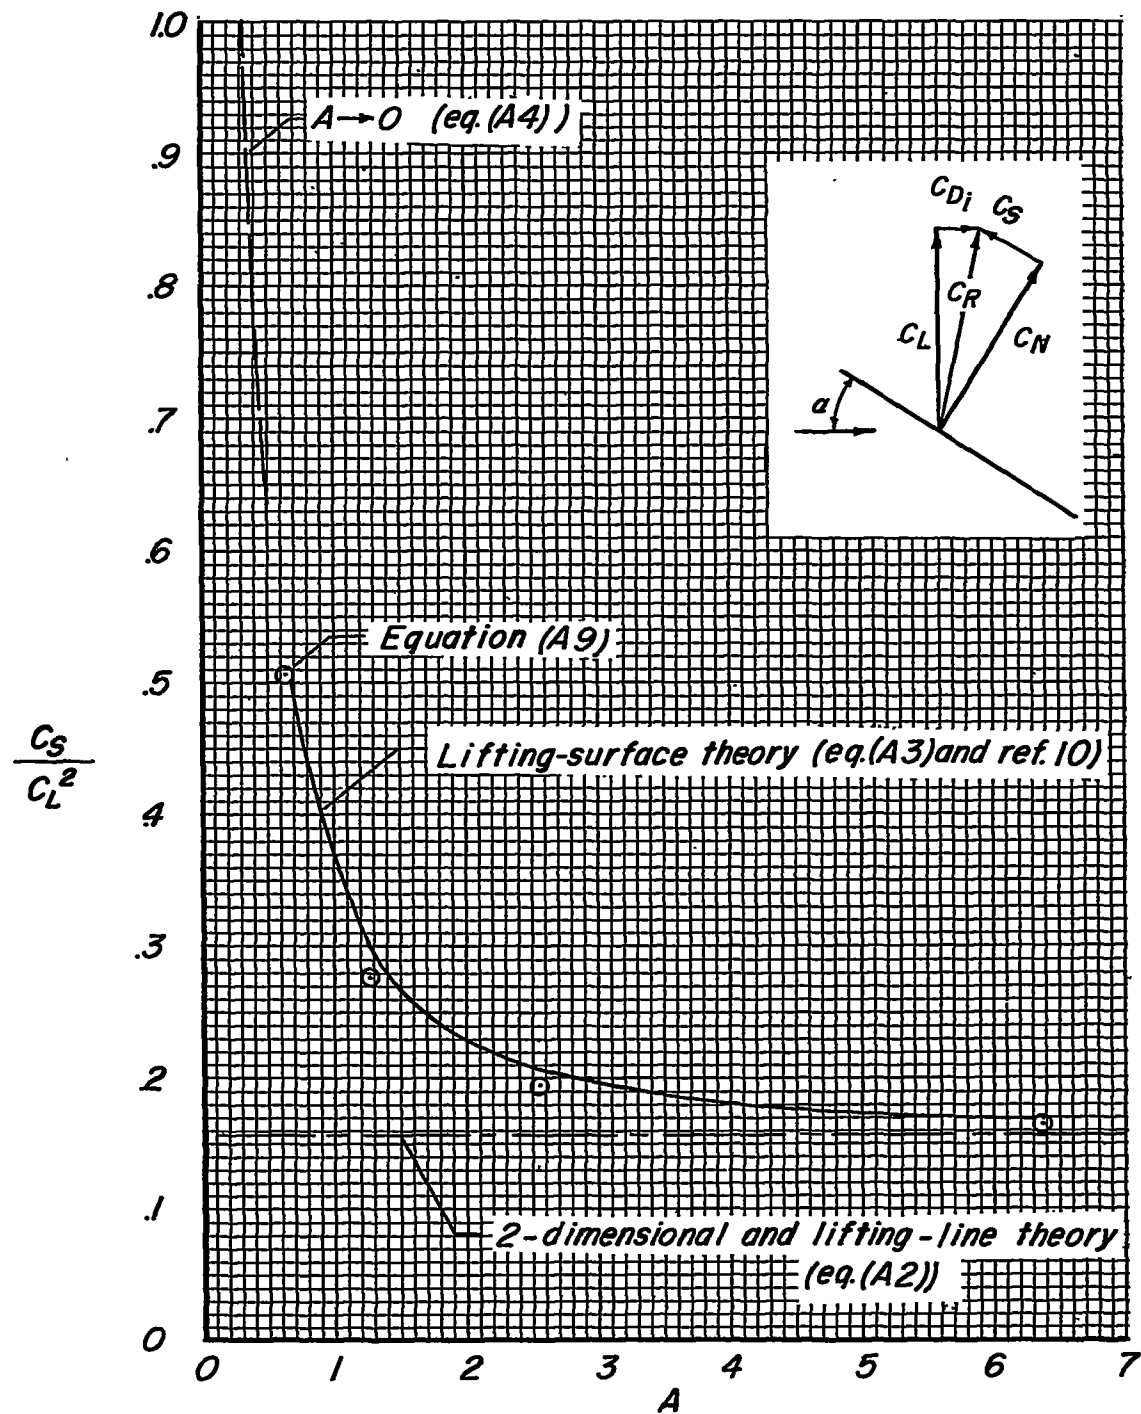 1.0
.9
.8
.7
.6
.5
.4
.3
.2
.1
0
C_S
C_L^2
A→O (eq.(A4))
C_Di C_S
C_R
C_L C_N
α
Equation (A9)
Lifting-surface theory (eq.(A3)and ref. 10)
2-dimensional and lifting-line theory
(eq.(A2))
0 1 2 3 4 5 6 7
A